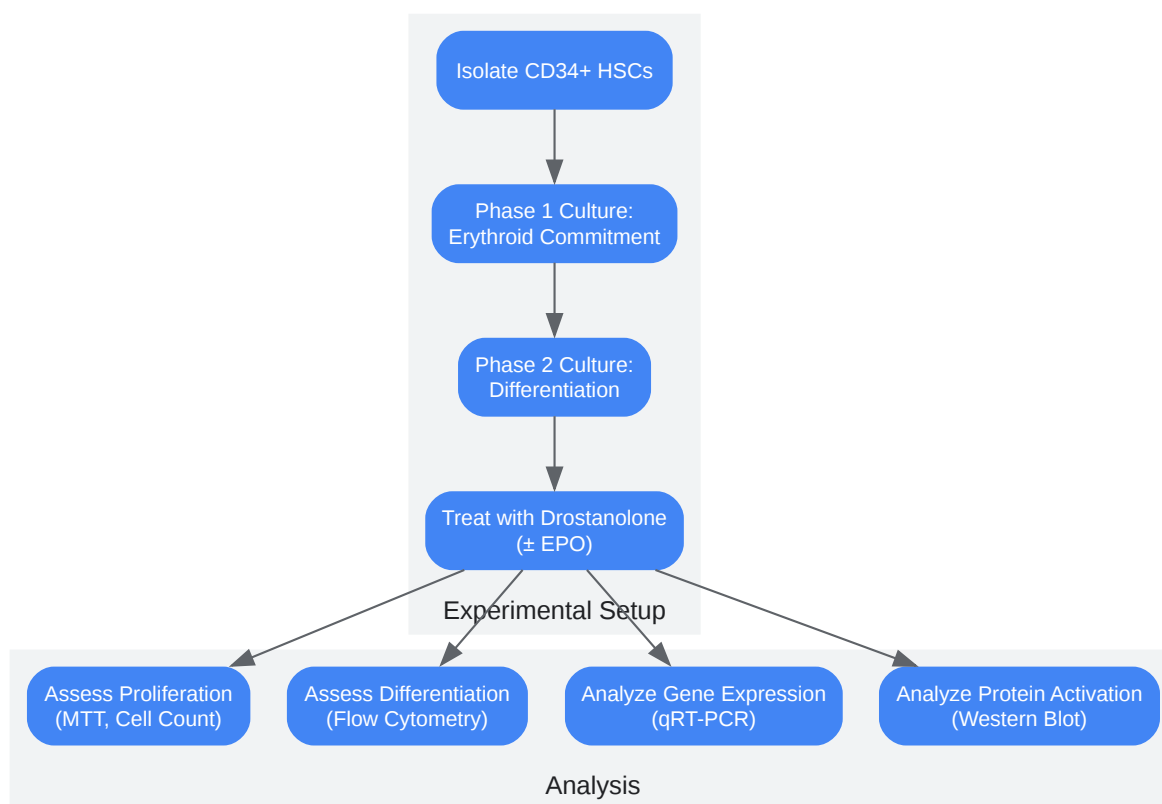 Isolate CD34+ HSCs
Phase 1 Culture:
Erythroid Commitment
Phase 2 Culture:
Differentiation
Treat with Drostanolone
(± EPO)
Experimental Setup
Assess Proliferation
(MTT, Cell Count)
Assess Differentiation
(Flow Cytometry)
Analyze Gene Expression
(qRT-PCR)
Analyze Protein Activation
(Western Blot)
Analysis